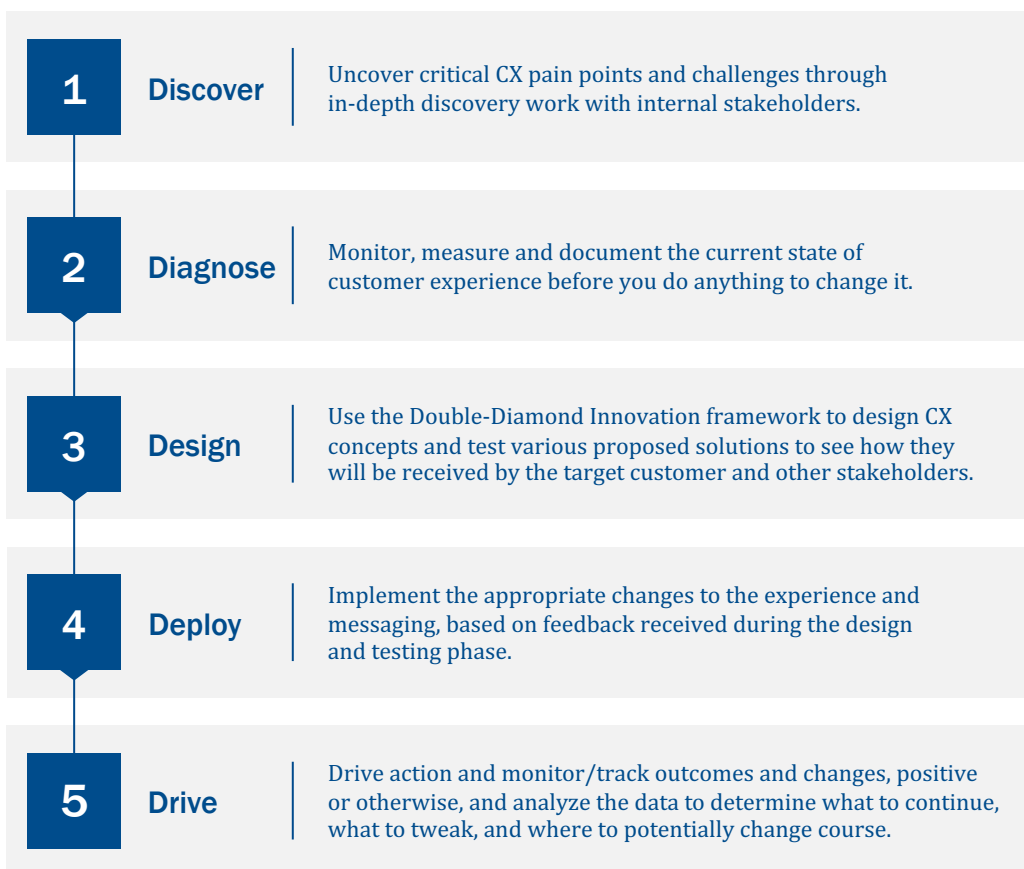 1
Discover
Uncover critical CX pain points and challenges through
in-depth discovery work with internal stakeholders.
2
Diagnose
Monitor, measure and document the current state of
customer experience before you do anything to change it.
3
Design
Use the Double-Diamond Innovation framework to design CX
concepts and test various proposed solutions to see how they
will be received by the target customer and other stakeholders.
4
Deploy
Implement the appropriate changes to the experience and
messaging, based on feedback received during the design
and testing phase.
5
Drive
Drive action and monitor/track outcomes and changes, positive
or otherwise, and analyze the data to determine what to continue,
what to tweak, and where to potentially change course.